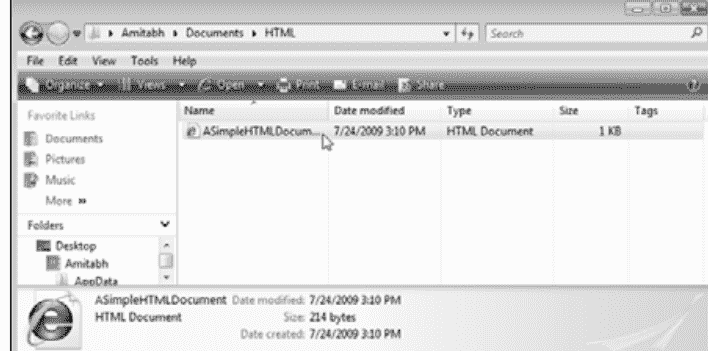 Amitabh ▸ Documents ▸ HTML Search
File Edit View Tools Help
Organize Views Open Print E-mail Share
Favorite Links
Documents
Pictures
Music
More »
Folders
Desktop
Amitabh
AppData
Name Date modified Type Size Tags
ASimpleHTMLDocum... 7/24/2009 3:10 PM HTML Document 1 KB
ASimpleHTMLDocument Date modified: 7/24/2009 3:10 PM
HTML Document Size: 214 bytes
Date created: 7/24/2009 3:10 PM